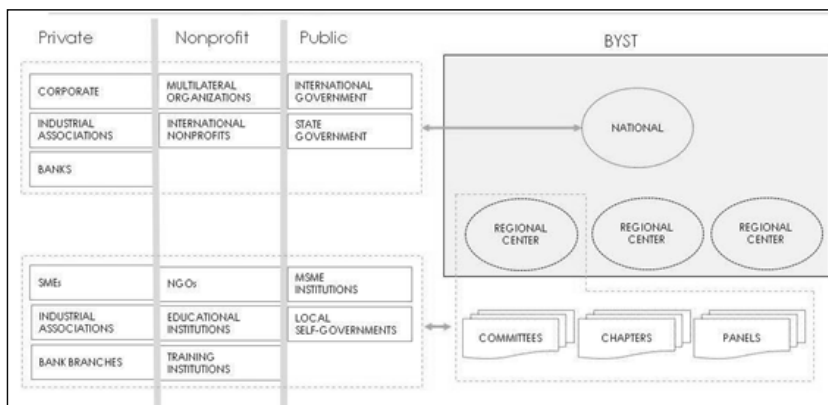 Private
Nonprofit
Public
BYST
CORPORATE
MULTILATERAL
ORGANIZATIONS
INTERNATIONAL
GOVERNMENT
INDUSTRIAL
ASSOCIATIONS
INTERNATIONAL
NONPROFITS
STATE
GOVERNMENT
BANKS
NATIONAL
REGIONAL
CENTER
REGIONAL
CENTER
REGIONAL
CENTER
SMEs
NGOs
MSME
INSTITUTIONS
INDUSTRIAL
ASSOCIATIONS
EDUCATIONAL
INSTITUTIONS
LOCAL
SELF-GOVERNMENTS
BANK BRANCHES
TRAINING
INSTITUTIONS
COMMITTEES
CHAPTERS
PANELS